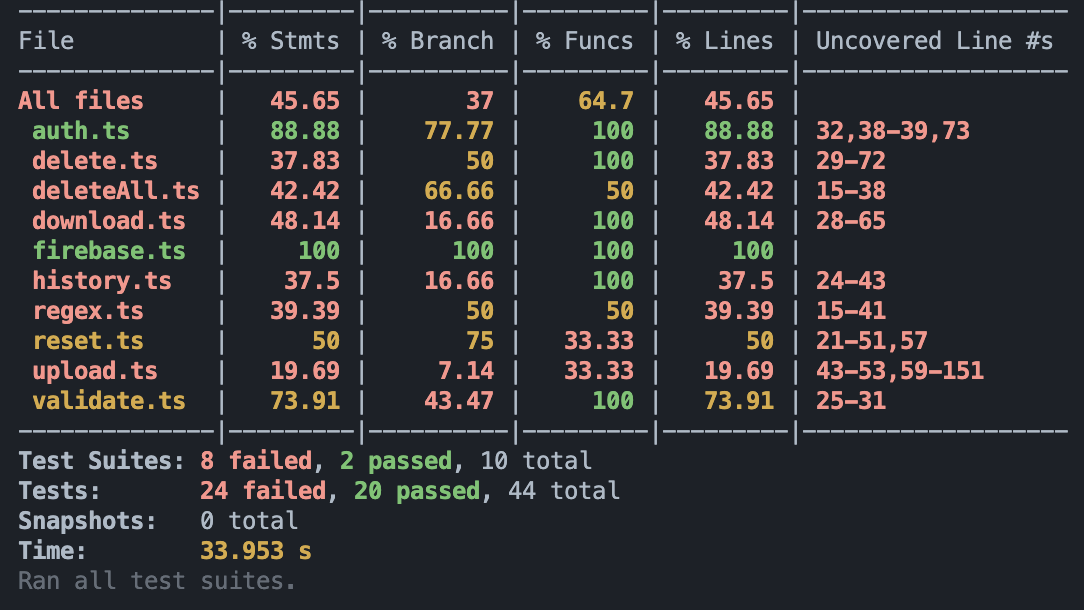 File | % Stmts | % Branch | % Funcs | % Lines | Uncovered Line #s
All files | 45.65 | 37 | 64.7 | 45.65 |
auth.ts | 88.88 | 77.77 | 100 | 88.88 | 32,38-39,73
delete.ts | 37.83 | 50 | 100 | 37.83 | 29-72
deleteAll.ts | 42.42 | 66.66 | 50 | 42.42 | 15-38
download.ts | 48.14 | 16.66 | 100 | 48.14 | 28-65
firebase.ts | 100 | 100 | 100 | 100 |
history.ts | 37.5 | 16.66 | 100 | 37.5 | 24-43
regex.ts | 39.39 | 50 | 50 | 39.39 | 15-41
reset.ts | 50 | 75 | 33.33 | 50 | 21-51,57
upload.ts | 19.69 | 7.14 | 33.33 | 19.69 | 43-53,59-151
validate.ts | 73.91 | 43.47 | 100 | 73.91 | 25-31
Test Suites: 8 failed, 2 passed, 10 total
Tests: 24 failed, 20 passed, 44 total
Snapshots: 0 total
Time: 33.953 s
Ran all test suites.